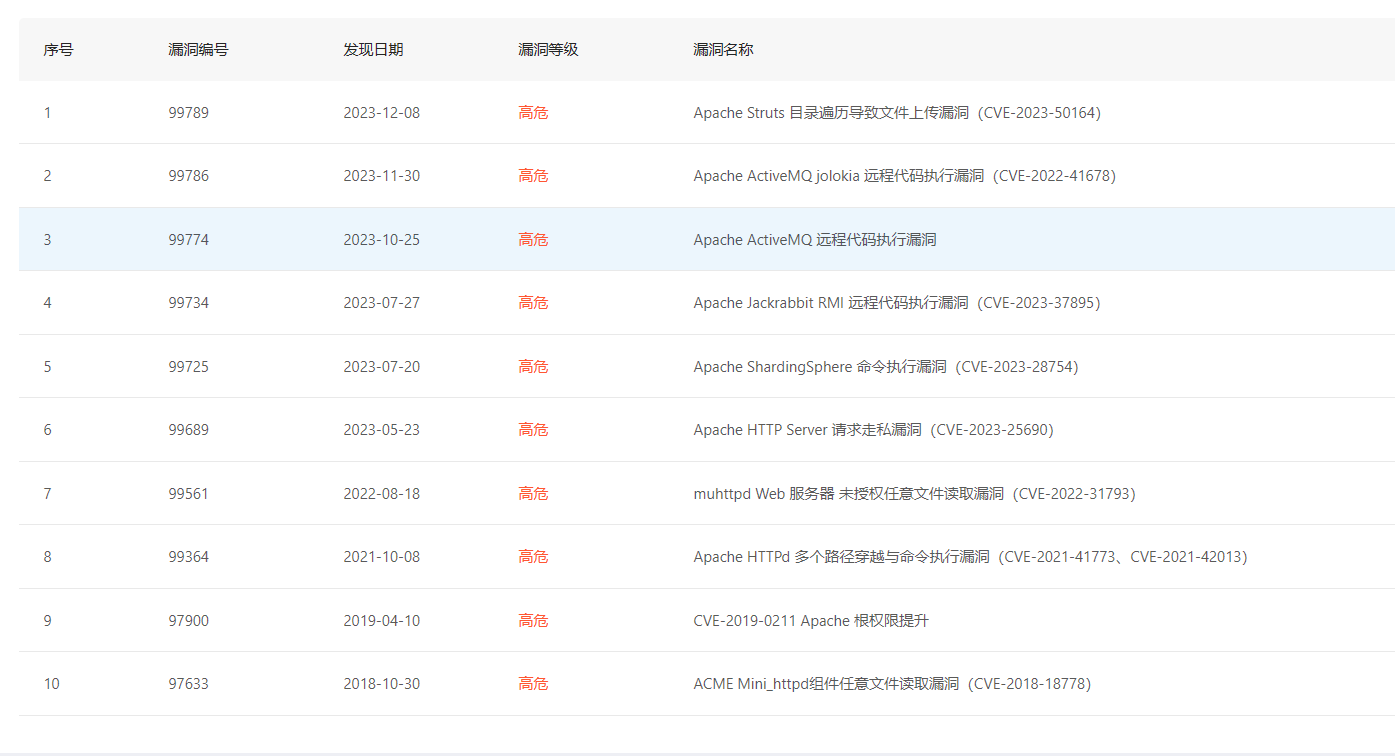 序号 漏洞编号 发现日期 漏洞等级 漏洞名称
1 99789 2023-12-08 高危 Apache Struts 目录遍历导致文件上传漏洞（CVE-2023-50164）
2 99786 2023-11-30 高危 Apache ActiveMQ jolokia 远程代码执行漏洞（CVE-2022-41678）
3 99774 2023-10-25 高危 Apache ActiveMQ 远程代码执行漏洞
4 99734 2023-07-27 高危 Apache Jackrabbit RMI 远程代码执行漏洞（CVE-2023-37895）
5 99725 2023-07-20 高危 Apache ShardingSphere 命令执行漏洞（CVE-2023-28754）
6 99689 2023-05-23 高危 Apache HTTP Server 请求走私漏洞（CVE-2023-25690）
7 99561 2022-08-18 高危 muhttpd Web 服务器 未授权任意文件读取漏洞（CVE-2022-31793）
8 99364 2021-10-08 高危 Apache HTTPd 多个路径穿越与命令执行漏洞（CVE-2021-41773、CVE-2021-42013）
9 97900 2019-04-10 高危 CVE-2019-0211 Apache 根权限提升
10 97633 2018-10-30 高危 ACME Mini_httpd组件任意文件读取漏洞（CVE-2018-18778）